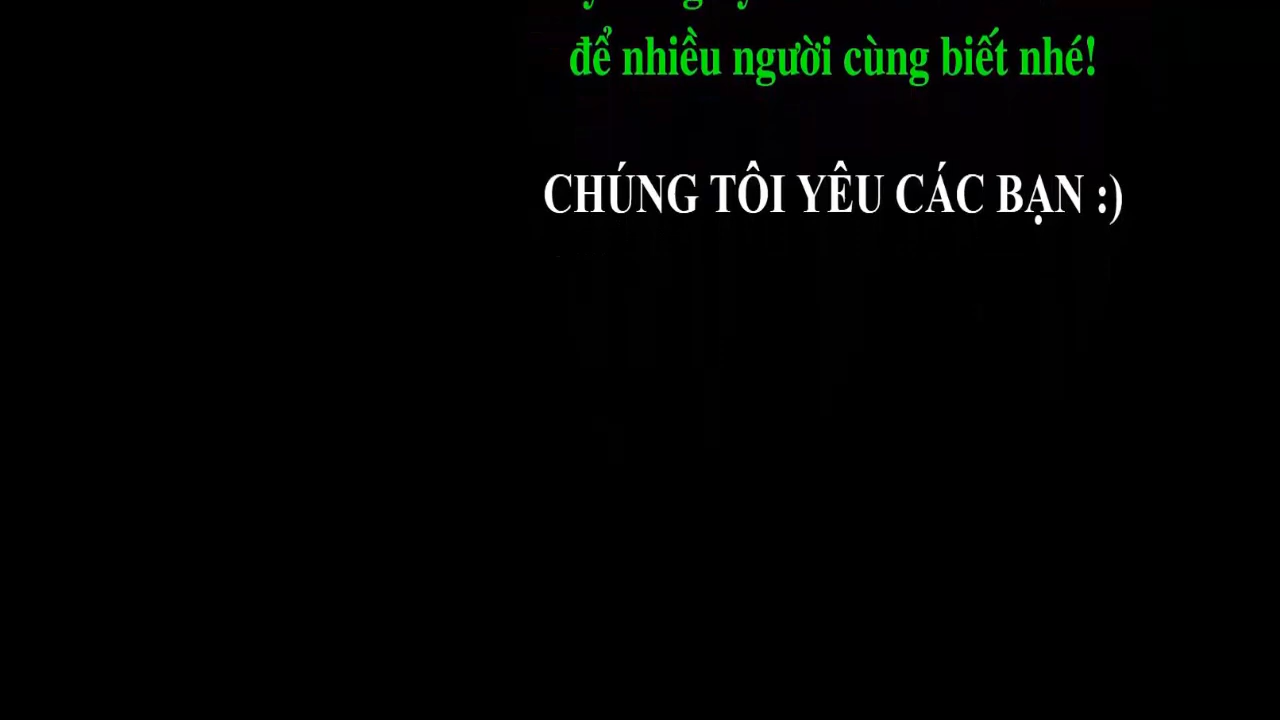 để nhiều người cùng biết nhé!
CHÚNG TÔI YÊU CÁC BẠN :)